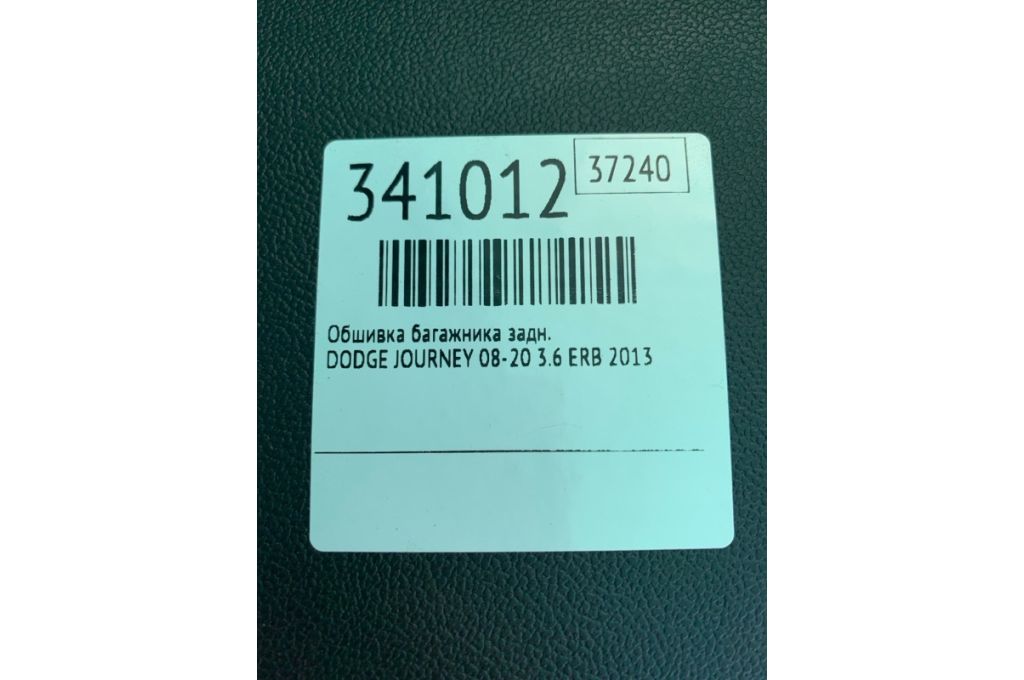 341012
37240
Обшивка багажника задн.
DODGE JOURNEY 08-20 3.6 ERB 2013